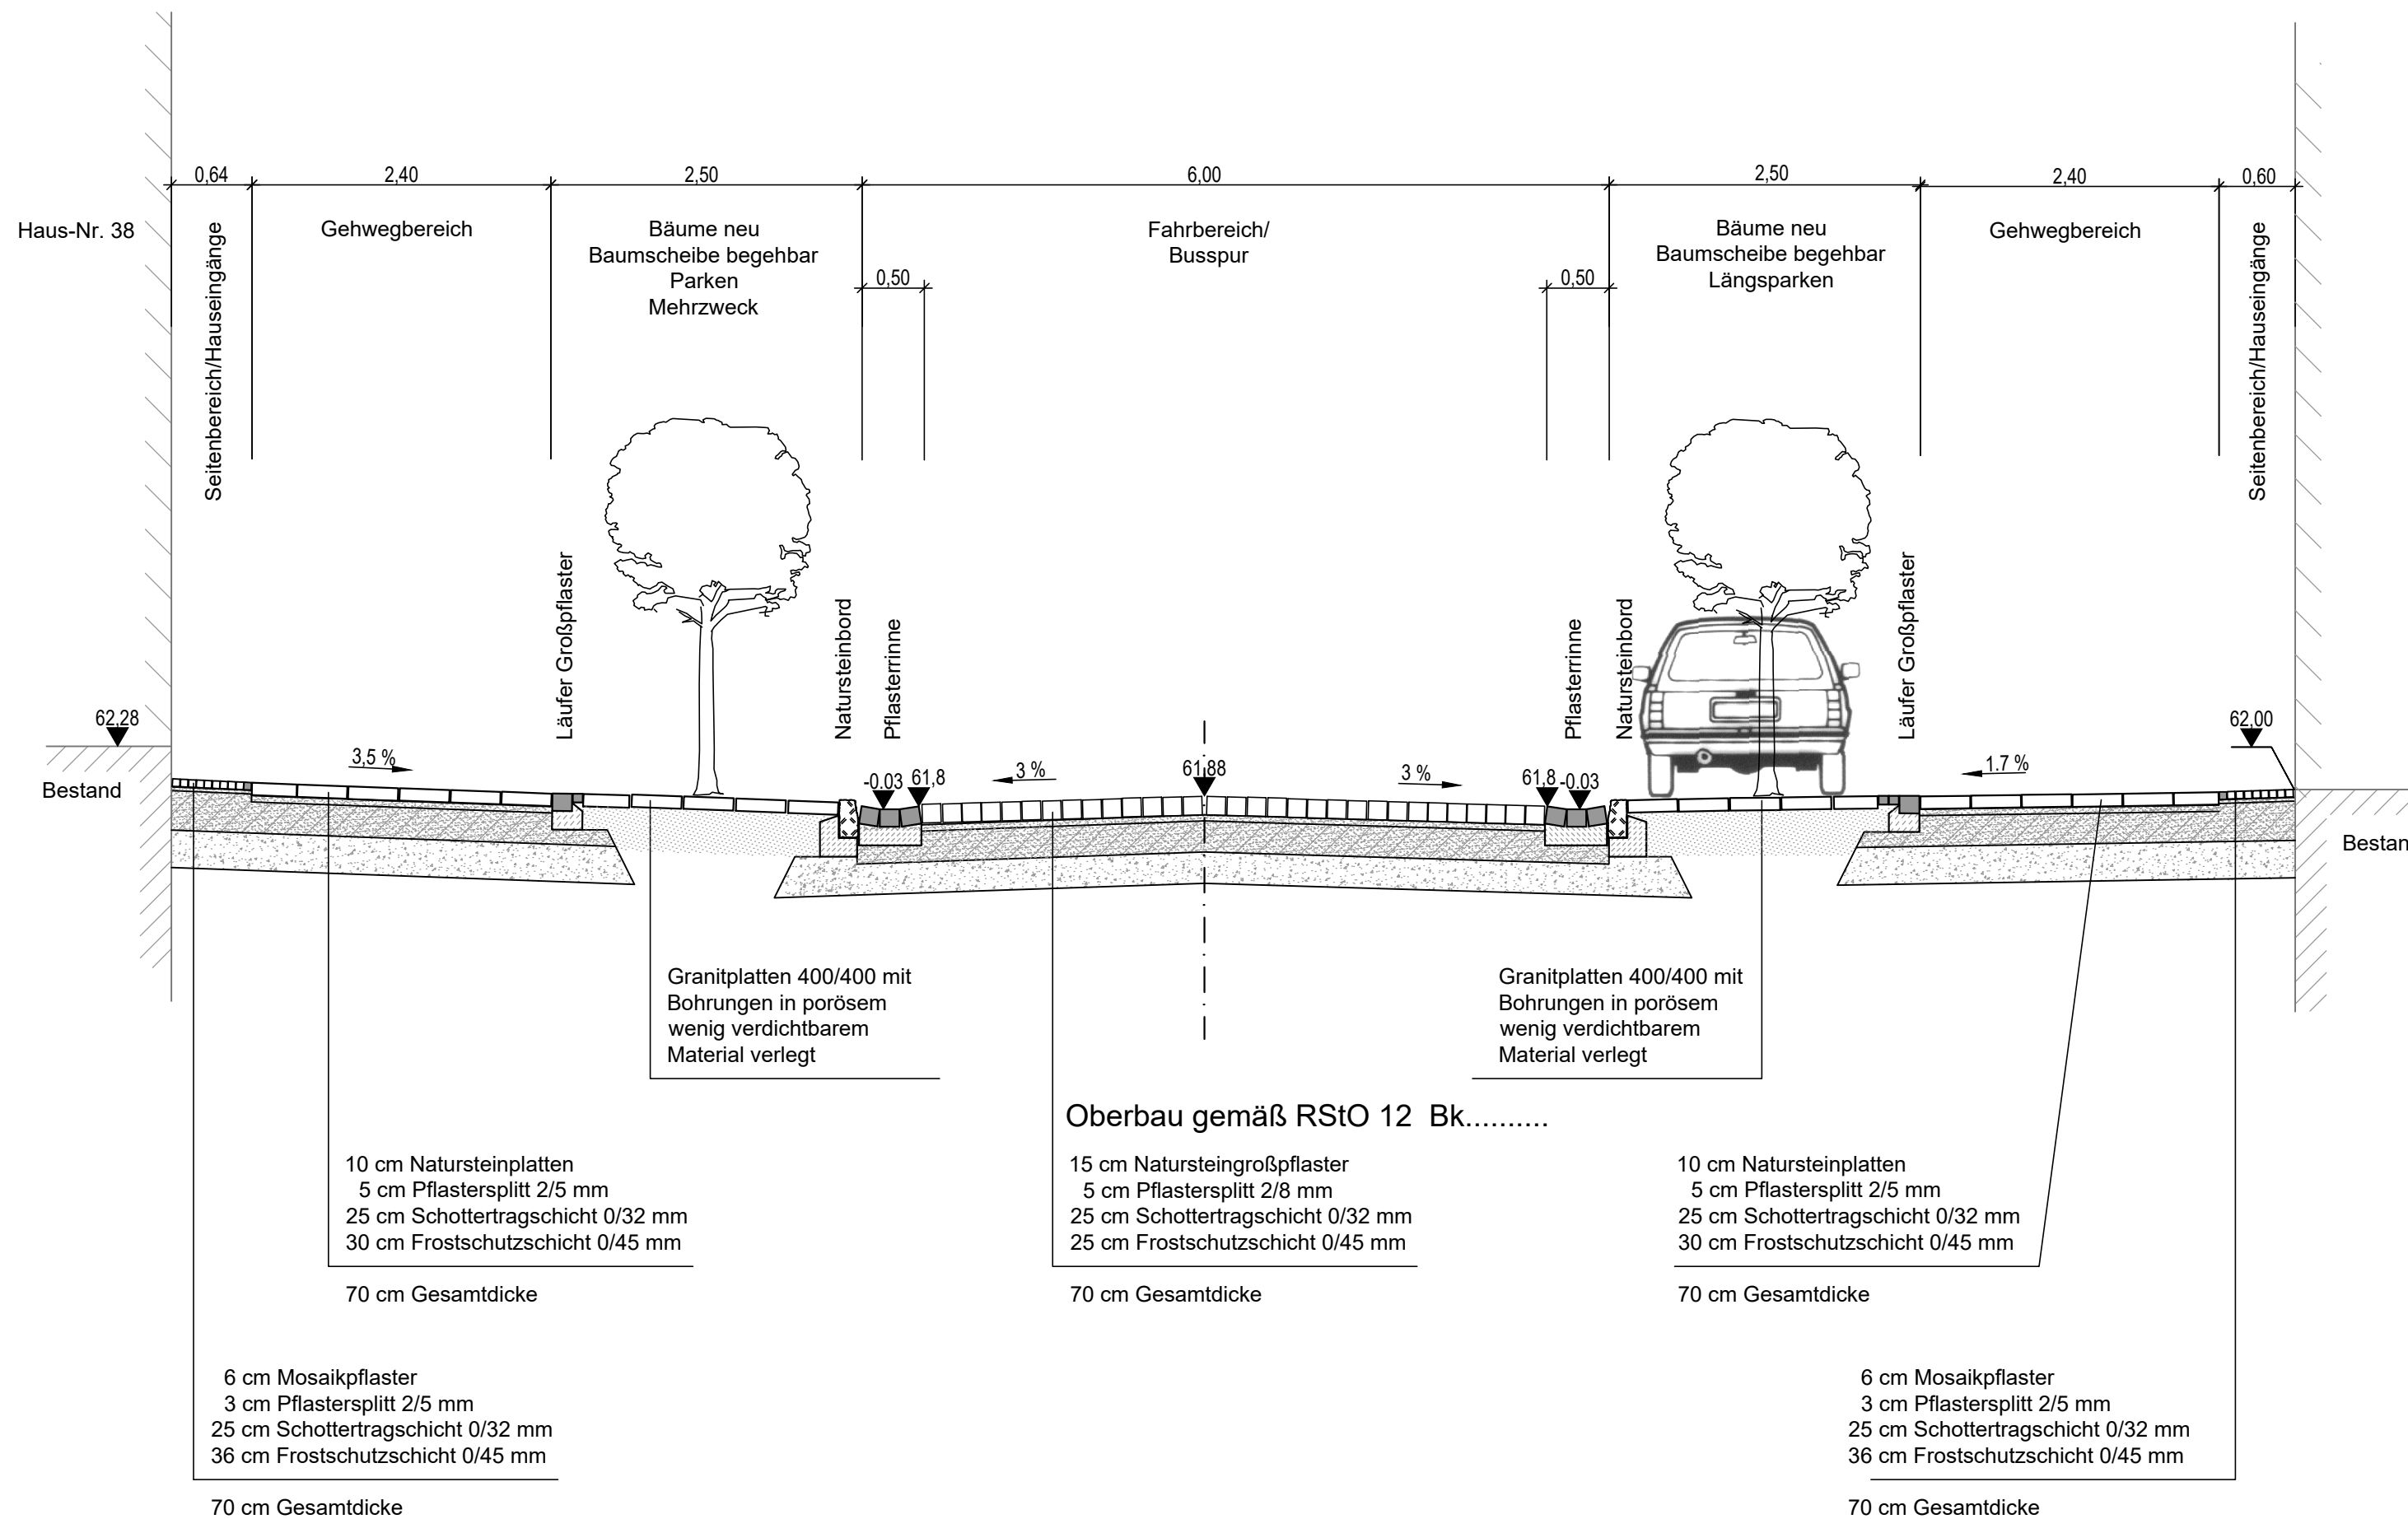 0,64
2,40
2,50
6,00
2,50
2,40
0,60
Haus-Nr. 38
Seitenbereich/Hauseingänge
Gehwegbereich
Bäume neu
Baumscheibe begehbar
Parken
Mehrzweck
0,50
Fahrbereich/
Busspur
0,50
Bäume neu
Baumscheibe begehbar
Längsparken
Gehwegbereich
Seitenbereich/Hauseingänge
Läufer Großpflaster
Natursteinbord
Pflasterrinne
Pflasterrinne
Natursteinbord
Läufer Großpflaster
62,28
Bestand
3,5 %
-0.03
61,8
3 %
61,88
3 %
61,8
-0.03
1.7 %
62,00
Bestan
Granitplatten 400/400 mit
Bohrungen in porösem
wenig verdichtbarem
Material verlegt
Granitplatten 400/400 mit
Bohrungen in porösem
wenig verdichtbarem
Material verlegt
Oberbau gemäß RStO 12 Bk..........
10 cm Natursteinplatten
5 cm Pflastersplitt 2/5 mm
25 cm Schottertragschicht 0/32 mm
30 cm Frostschutzschicht 0/45 mm
70 cm Gesamtdicke
15 cm Natursteingroßpflaster
5 cm Pflastersplitt 2/8 mm
25 cm Schottertragschicht 0/32 mm
25 cm Frostschutzschicht 0/45 mm
70 cm Gesamtdicke
10 cm Natursteinplatten
5 cm Pflastersplitt 2/5 mm
25 cm Schottertragschicht 0/32 mm
30 cm Frostschutzschicht 0/45 mm
70 cm Gesamtdicke
6 cm Mosaikpflaster
3 cm Pflastersplitt 2/5 mm
25 cm Schottertragschicht 0/32 mm
36 cm Frostschutzschicht 0/45 mm
70 cm Gesamtdicke
6 cm Mosaikpflaster
3 cm Pflastersplitt 2/5 mm
25 cm Schottertragschicht 0/32 mm
36 cm Frostschutzschicht 0/45 mm
70 cm Gesamtdicke